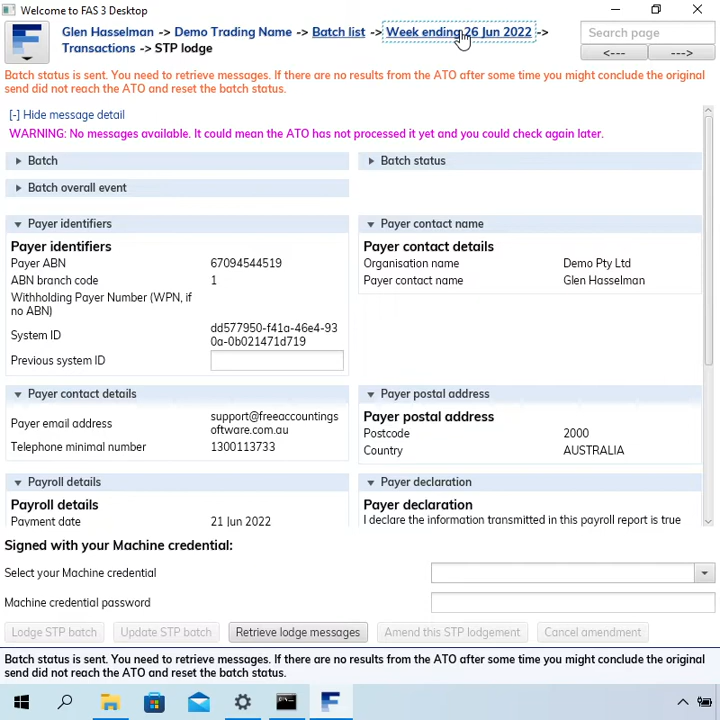 Welcome to FAS 3 Desktop
Glen Hasselman -> Demo Trading Name -> Batch list -> Week ending 26 Jun 2022 ->
Transactions -> STP lodge
Search page
<---
--->
Batch status is sent. You need to retrieve messages. If there are no results from the ATO after some time you might conclude the original
send did not reach the ATO and reset the batch status.
[-] Hide message detail
WARNING: No messages available. It could mean the ATO has not processed it yet and you could check again later.
Batch
Batch status
Batch overall event
Payer identifiers
Payer identifiers
Payer ABN 67094544519
ABN branch code 1
Withholding Payer Number (WPN, if
no ABN)
System ID dd577950-f41a-46e4-93
0a-0b021471d719
Previous system ID
Payer contact name
Payer contact details
Organisation name Demo Pty Ltd
Payer contact name Glen Hasselman
Payer contact details
Payer email address support@freeaccountings
oftware.com.au
Telephone minimal number 1300113733
Payer postal address
Payer postal address
Postcode 2000
Country AUSTRALIA
Payroll details
Payroll details
Payment date 21 Jun 2022
Payer declaration
Payer declaration
I declare the information transmitted in this payroll report is true
Signed with your Machine credential:
Select your Machine credential
Machine credential password
Lodge STP batch
Update STP batch
Retrieve lodge messages
Amend this STP lodgement
Cancel amendment
Batch status is sent. You need to retrieve messages. If there are no results from the ATO after some time you might conclude the original
send did not reach the ATO and reset the batch status.